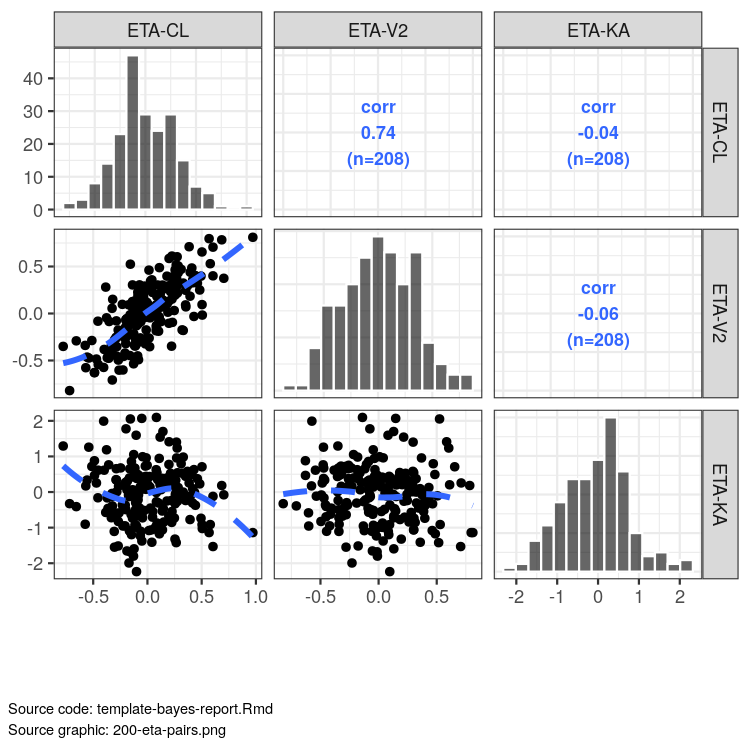 ETA-CL ETA-V2 ETA-KA
40
30
20
10
0
corr
0.74
(n=208)
corr
-0.04
(n=208)
ETA-CL
0.5
0.0
-0.5
corr
-0.06
(n=208)
ETA-V2
2
1
0
-1
-2
ETA-KA
-0.5 0.0 0.5 1.0 -0.5 0.0 0.5 -2 -1 0 1 2
Source code: template-bayes-report.Rmd
Source graphic: 200-eta-pairs.png